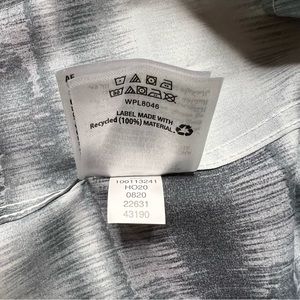 WPL8046
LABEL MADE WITH
Recycled (100%) MATERIAL.
106113241
HO20
0820
22631
43190